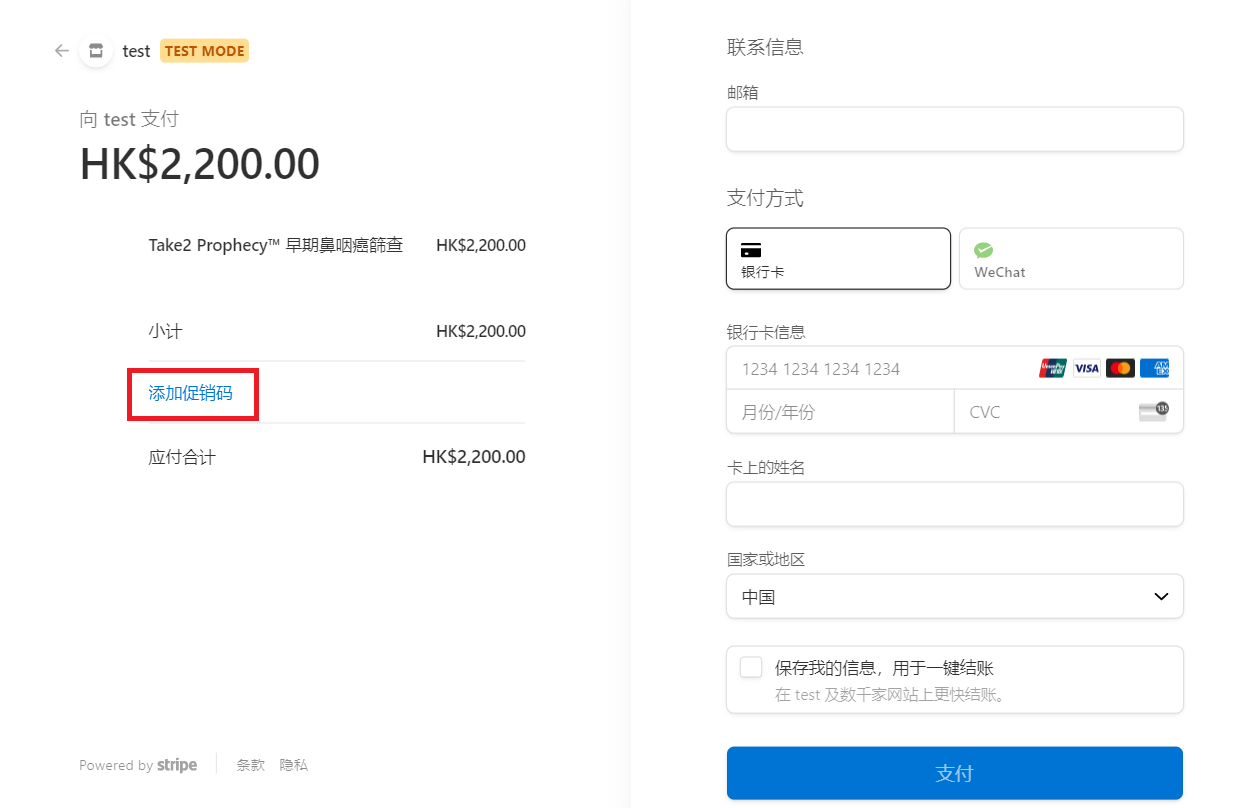 test TEST MODE
向 test 支付
HK$2,200.00
Take2 Prophecy™ 早期鼻咽癌篩查 HK$2,200.00
小计 HK$2,200.00
添加促销码
应付合计 HK$2,200.00
Powered by stripe 条款 隐私
联系信息
邮箱
支付方式
银行卡 WeChat
银行卡信息
1234 1234 1234 1234 UnionPay 银联 VISA AM EX
月份/年份 CVC 135
卡上的姓名
国家或地区
中国
保存我的信息，用于一键结账
在 test 及数千家网站上更快结账。
支付